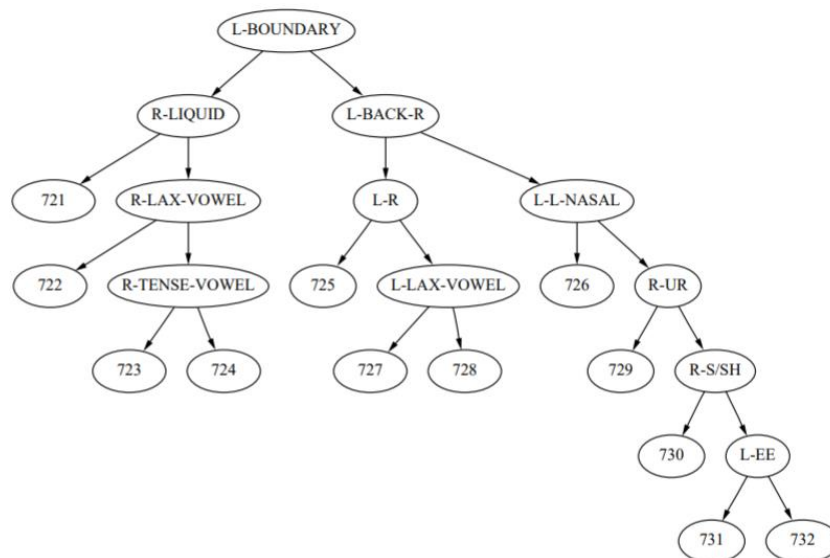 L-BOUNDARY
R-LIQUID L-BACK-R
721 R-LAX-VOWEL L-R L-L-NASAL
722 R-TENSE-VOWEL 725 L-LAX-VOWEL 726 R-UR
723 724 727 728 729 R-S/SH
730 L-EE
731 732